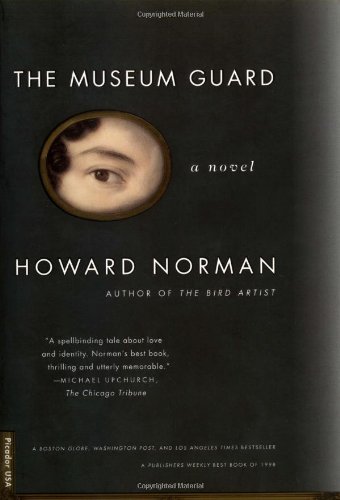 THE MUSEUM GUARD
a novel
HOWARD NORMAN
AUTHOR OF THE BIRD ARTIST
"A spellbinding tale about love
and identity. Norman's best book,
thrilling and utterly memorable."
—MICHAEL UPCHURCH,
The Chicago Tribune
A BOSTON GLOBE, WASHINGTON POST, AND LOS ANGELES TIMES BESTSELLER
A PUBLISHERS WEEKLY BEST BOOK OF 1998
Picador USA
Copyrighted Material